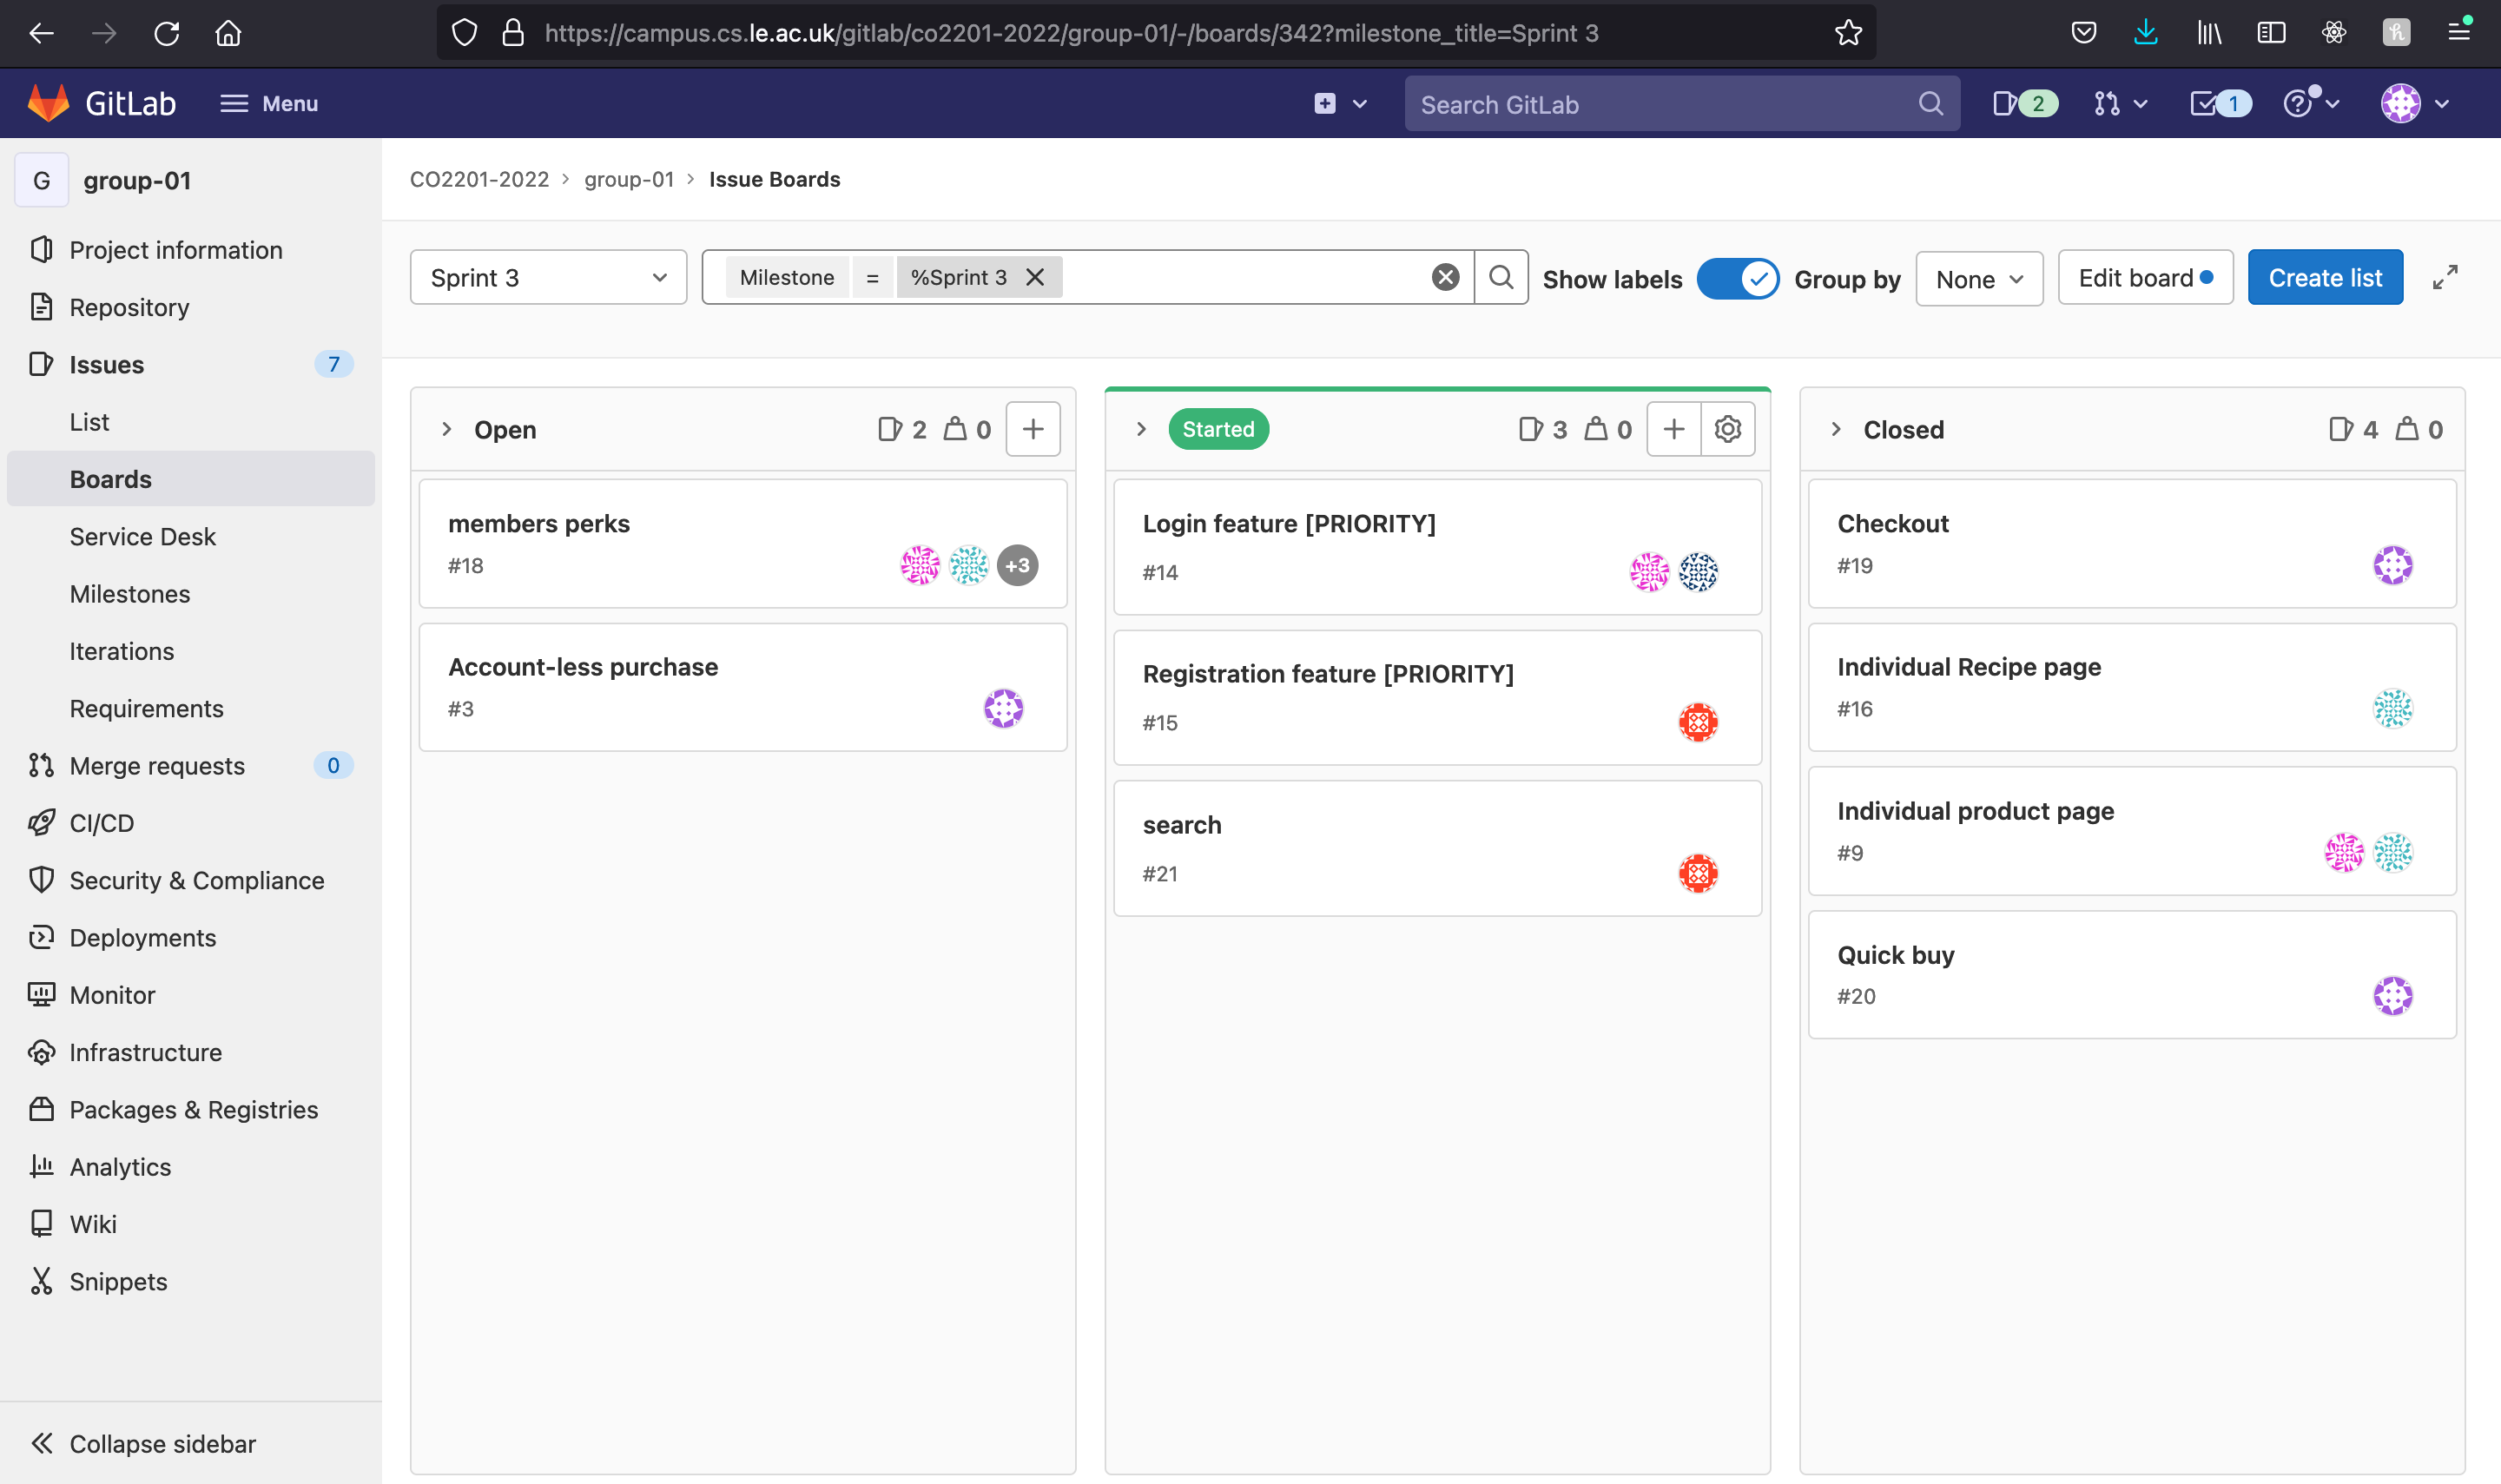 https://campus.cs.le.ac.uk/gitlab/co2201-2022/group-01/-/boards/342?milestone_title=Sprint 3
GitLab Menu Search GitLab 2 1
G group-01
Project information
Repository
Issues 7
List
Boards
Service Desk
Milestones
Iterations
Requirements
Merge requests 0
CI/CD
Security & Compliance
Deployments
Monitor
Infrastructure
Packages & Registries
Analytics
Wiki
Snippets
Collapse sidebar
CO2201-2022 > group-01 > Issue Boards
Sprint 3 Milestone = %Sprint 3 Show labels Group by None Edit board Create list
Open 2 0
members perks
#18 +3
Account-less purchase
#3
Started 3 0
Login feature [PRIORITY]
#14
Registration feature [PRIORITY]
#15
search
#21
Closed 4 0
Checkout
#19
Individual Recipe page
#16
Individual product page
#9
Quick buy
#20